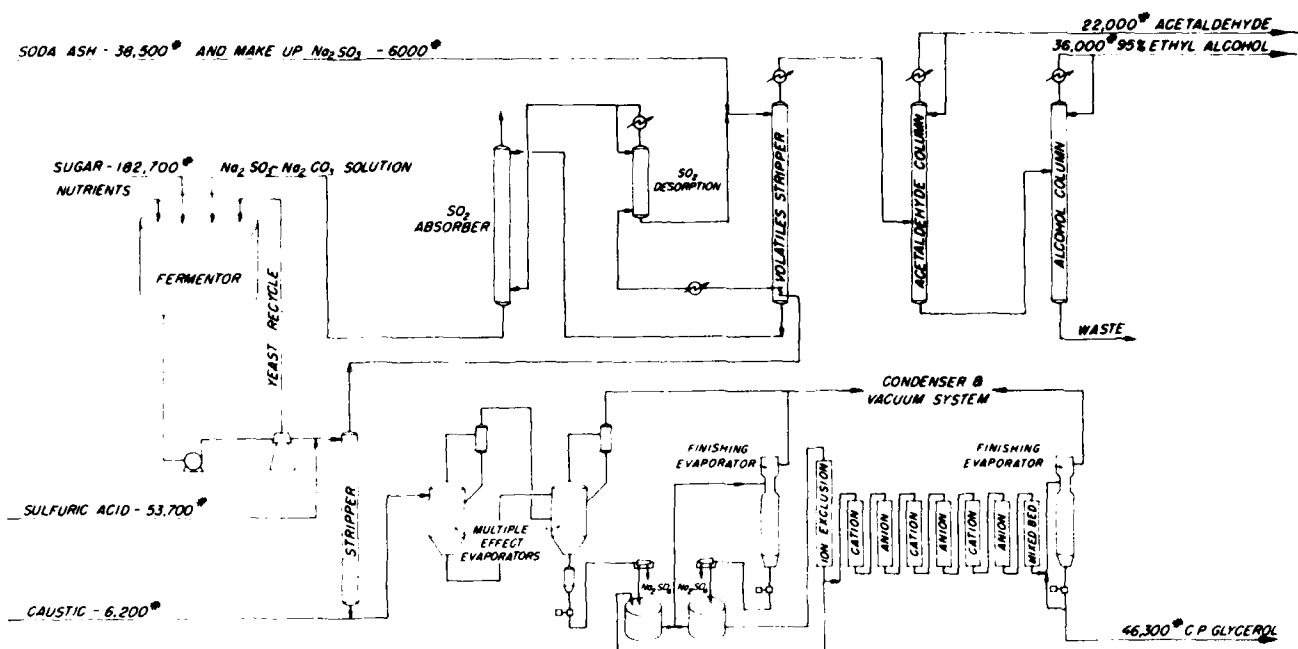 22,000# ACETALDEHYDE
SODA ASH - 38,500# AND MAKE UP Na2SO3 - 6000#
36,000# 95% ETHYL ALCOHOL
SUGAR - 182,700#
Na2SO3-Na2CO3 SOLUTION
NUTRIENTS
SO2
ABSORBER
SO2
DESORPTION
VOLATILES STRIPPER
ACETALDEHYDE COLUMN
ALCOHOL COLUMN
FERMENTOR
YEAST RECYCLE
WASTE
CONDENSER &
VACUUM SYSTEM
FINISHING
EVAPORATOR
FINISHING
EVAPORATOR
SULFURIC ACID - 53,700#
STRIPPER
MULTIPLE
EFFECT
EVAPORATORS
ION EXCLUSION
CATION
ANION
CATION
ANION
CATION
ANION
MIXED BED
Na2SO4
Na2SO4
CAUSTIC - 6,200#
46,300# C P GLYCEROL